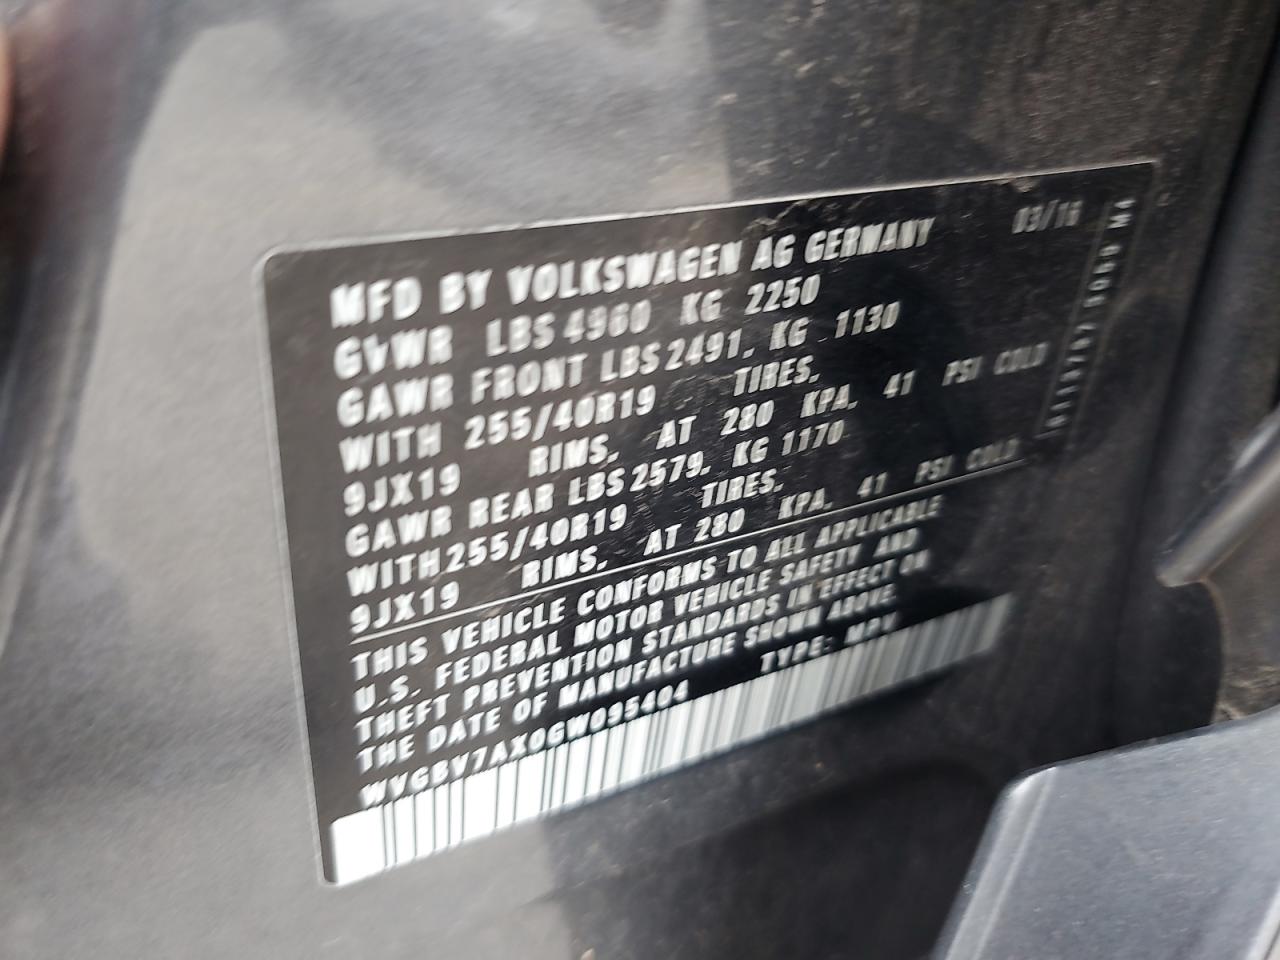 MFD BY VOLKSWAGEN AG GERMANY
GVWR LBS 4960 KG 2250
GAWR FRONT LBS 2491, KG 1130
WITH 255/40R19 TIRES,
9JX19 RIMS, AT 280 KPA, 41 PSI COLD
GAWR REAR LBS 2579, KG 1170
WITH 255/40R19 TIRES,
9JX19 RIMS, AT 280 KPA, 41 PSI COLD
THIS VEHICLE CONFORMS TO ALL APPLICABLE
U.S. FEDERAL MOTOR VEHICLE SAFETY AND
THEFT PREVENTION STANDARDS IN EFFECT ON
THE DATE OF MANUFACTURE SHOWN ABOVE.
WVGBV7AX0GW095404 TYPE: MPV